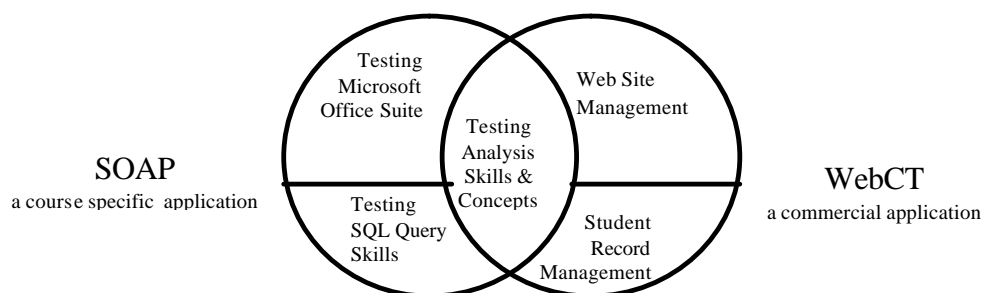 Testing
Microsoft
Office Suite
Web Site
Management
Testing
Analysis
Skills &
Concepts
SOAP
a course specific application
WebCT
a commercial application
Testing
SQL Query
Skills
Student
Record
Management